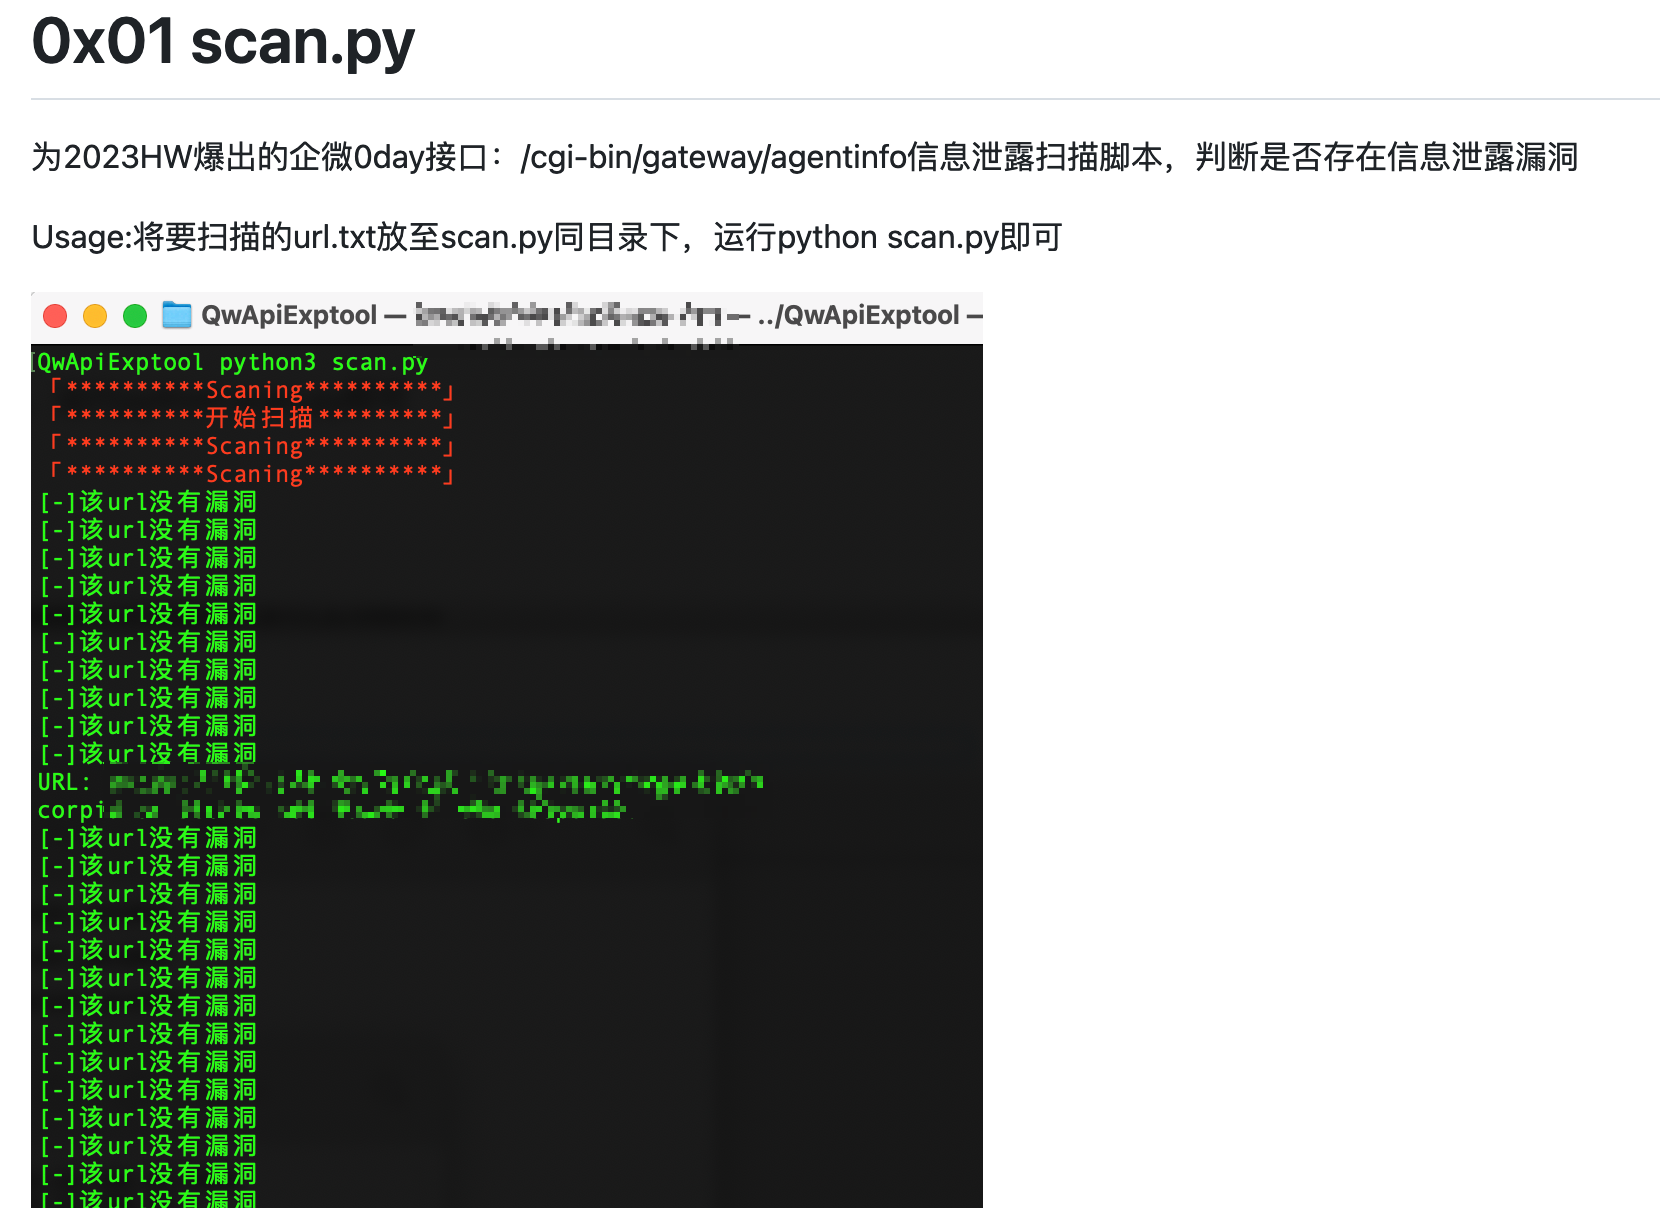 0x01 scan.py
为2023HW爆出的企微0day接口：/cgi-bin/gateway/agentinfo信息泄露扫描脚本，判断是否存在信息泄露漏洞
Usage:将要扫描的url.txt放至scan.py同目录下，运行python scan.py即可
QwApiExptool — — ../QwApiExptool —
QwApiExptool python3 scan.py
「**********Scaning**********」
「**********开始扫描*********」
「**********Scaning**********」
「**********Scaning**********」
[-]该url没有漏洞
[-]该url没有漏洞
[-]该url没有漏洞
[-]该url没有漏洞
[-]该url没有漏洞
[-]该url没有漏洞
[-]该url没有漏洞
[-]该url没有漏洞
[-]该url没有漏洞
[-]该url没有漏洞
URL:
corpi
[-]该url没有漏洞
[-]该url没有漏洞
[-]该url没有漏洞
[-]该url没有漏洞
[-]该url没有漏洞
[-]该url没有漏洞
[-]该url没有漏洞
[-]该url没有漏洞
[-]该url没有漏洞
[-]该url没有漏洞
[-]该url没有漏洞
[-]该url没有漏洞
[-]该url没有漏洞
[-]该url没有漏洞